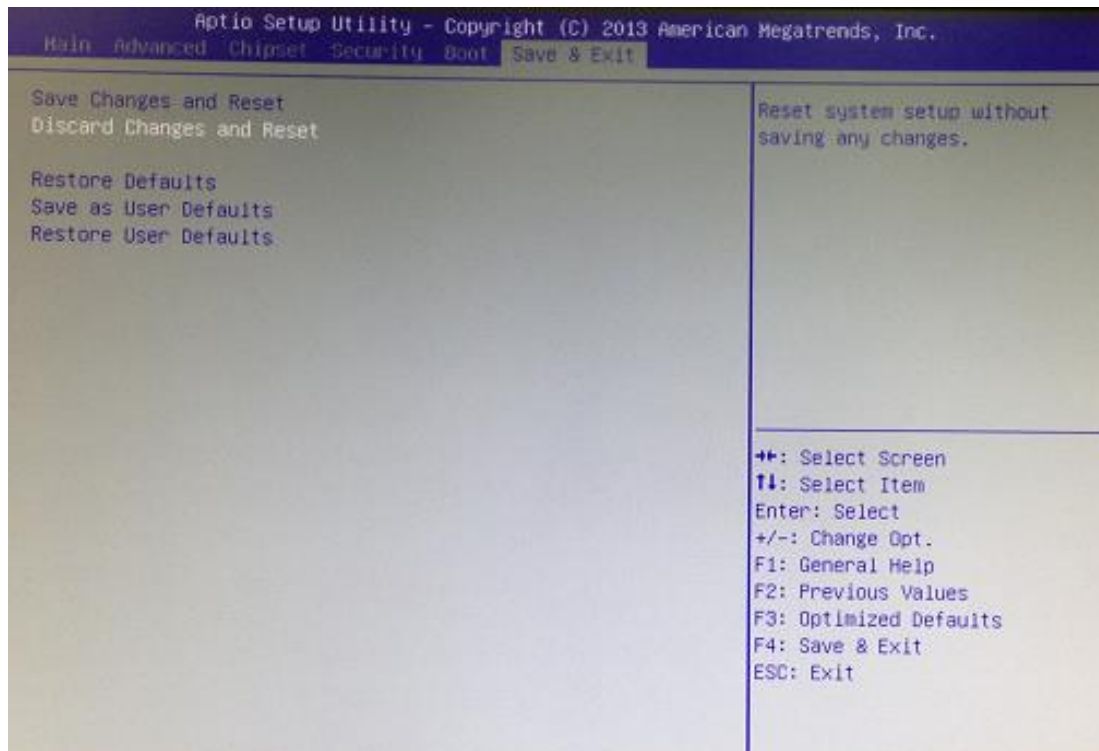 Aptio Setup Utility - Copyright (C) 2013 American Megatrends, Inc.
Main Advanced Chipset Security Boot Save & Exit
Save Changes and Reset
Discard Changes and Reset
Restore Defaults
Save as User Defaults
Restore User Defaults
Reset system setup without
saving any changes.
→←: Select Screen
↑↓: Select Item
Enter: Select
+/-: Change Opt.
F1: General Help
F2: Previous Values
F3: Optimized Defaults
F4: Save & Exit
ESC: Exit